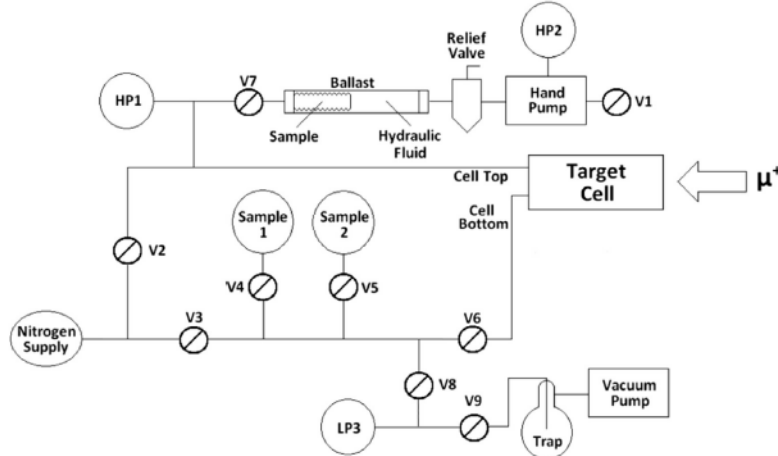 HP2
Relief
Valve
V7
Ballast
HP1
Hand
Pump
V1
Sample
Hydraulic
Fluid
Cell Top
Target
Cell
μ⁺
Cell
Bottom
Sample
1
Sample
2
V2
V4
V5
V3
V6
Nitrogen
Supply
V8
V9
Vacuum
Pump
LP3
Trap